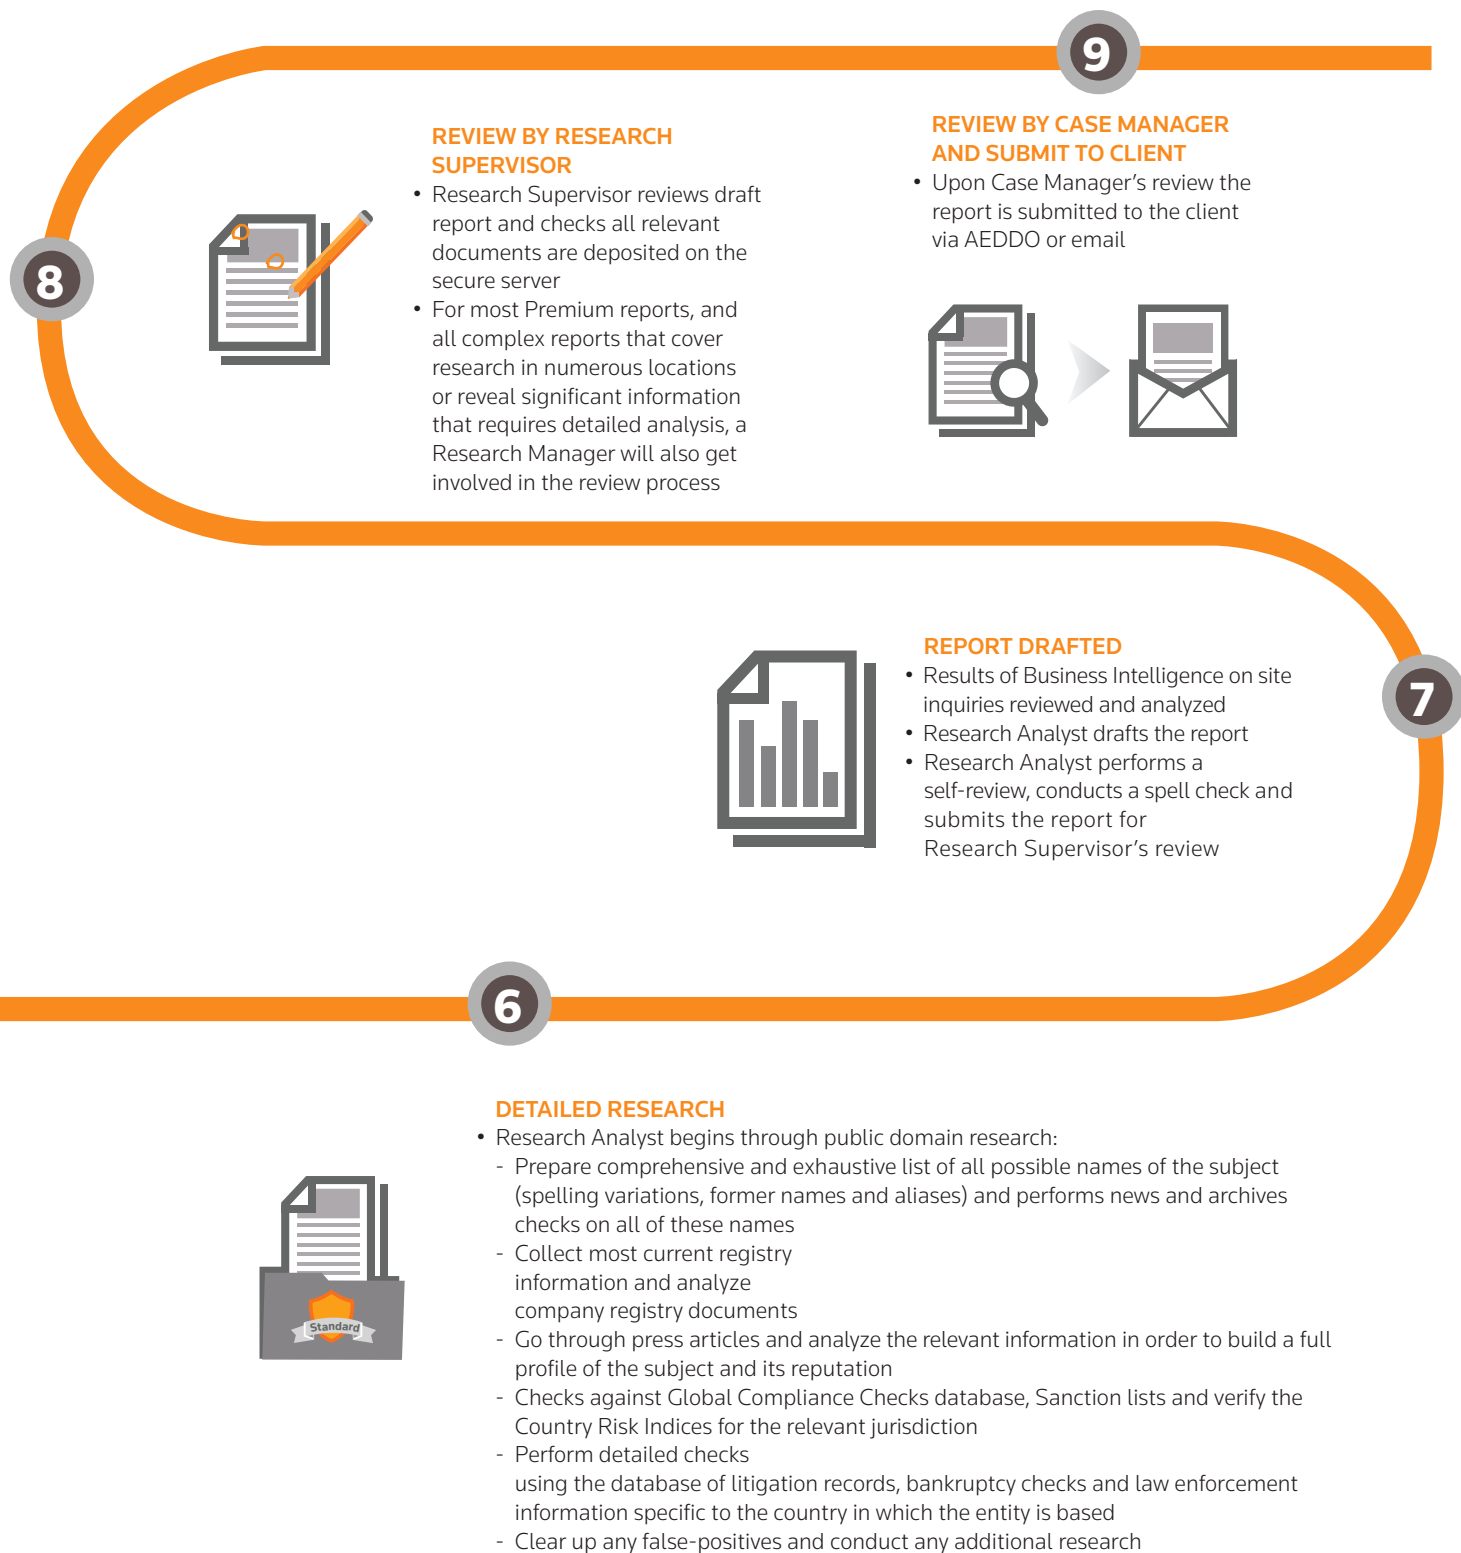 9
REVIEW BY RESEARCH
SUPERVISOR
• Research Supervisor reviews draft
report and checks all relevant
documents are deposited on the
secure server
• For most Premium reports, and
all complex reports that cover
research in numerous locations
or reveal significant information
that requires detailed analysis, a
Research Manager will also get
involved in the review process
REVIEW BY CASE MANAGER
AND SUBMIT TO CLIENT
• Upon Case Manager’s review the
report is submitted to the client
via AEDDO or email
8
REPORT DRAFTED
• Results of Business Intelligence on site
inquiries reviewed and analyzed
• Research Analyst drafts the report
• Research Analyst performs a
self-review, conducts a spell check and
submits the report for
Research Supervisor’s review
7
6
DETAILED RESEARCH
• Research Analyst begins through public domain research:
- Prepare comprehensive and exhaustive list of all possible names of the subject
(spelling variations, former names and aliases) and performs news and archives
checks on all of these names
- Collect most current registry
information and analyze
company registry documents
- Go through press articles and analyze the relevant information in order to build a full
profile of the subject and its reputation
- Checks against Global Compliance Checks database, Sanction lists and verify the
Country Risk Indices for the relevant jurisdiction
- Perform detailed checks
using the database of litigation records, bankruptcy checks and law enforcement
information specific to the country in which the entity is based
- Clear up any false-positives and conduct any additional research
Standard